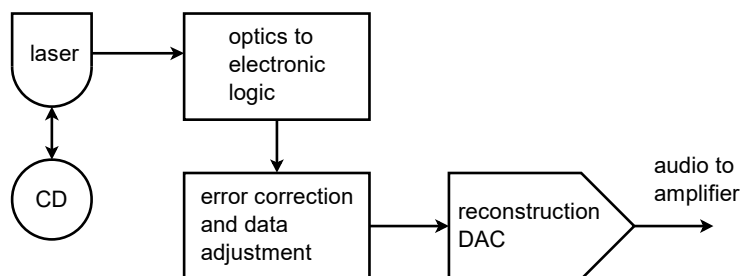 laser
optics to
electronic
logic
CD
error correction
and data
adjustment
reconstruction
DAC
audio to
amplifier